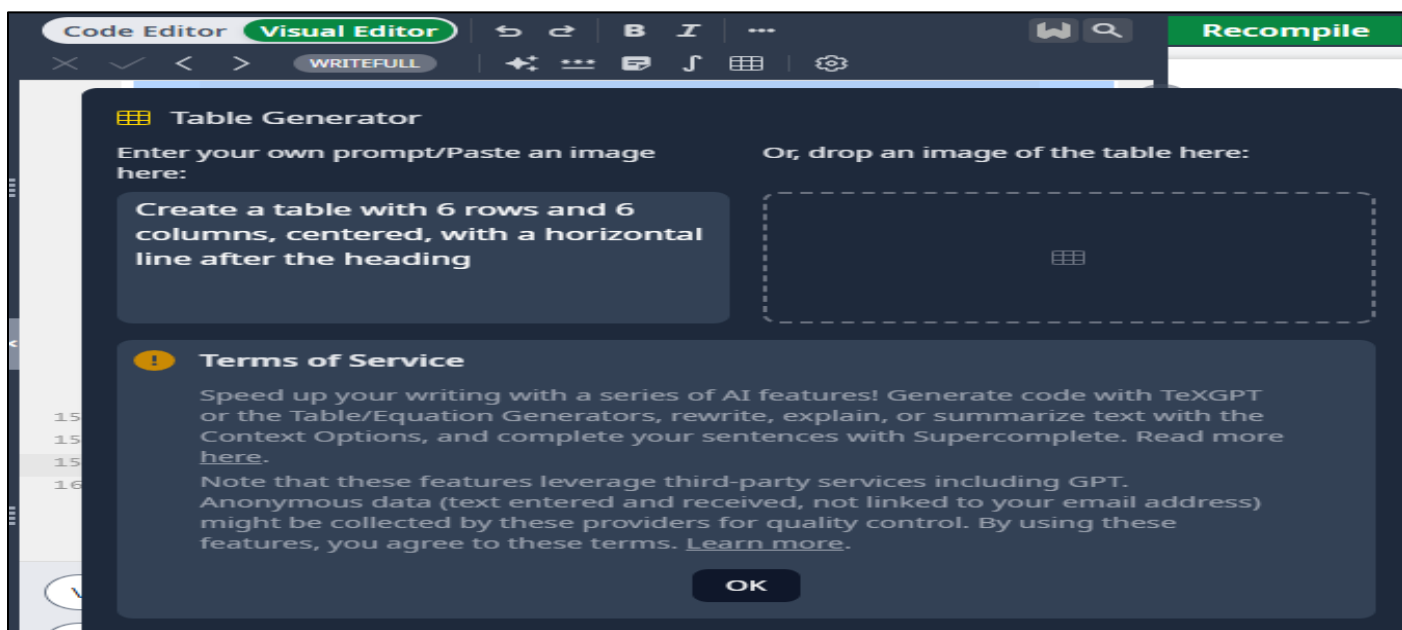 Code Editor Visual Editor B I ... Recompile
WRITEFULL
Table Generator
Enter your own prompt/Paste an image
here:
Or, drop an image of the table here:
Create a table with 6 rows and 6
columns, centered, with a horizontal
line after the heading
Terms of Service
Speed up your writing with a series of AI features! Generate code with TeXGPT
or the Table/Equation Generators, rewrite, explain, or summarize text with the
Context Options, and complete your sentences with Supercomplete. Read more
here.
Note that these features leverage third-party services including GPT.
Anonymous data (text entered and received, not linked to your email address)
might be collected by these providers for quality control. By using these
features, you agree to these terms. Learn more.
OK
15
15
15
16